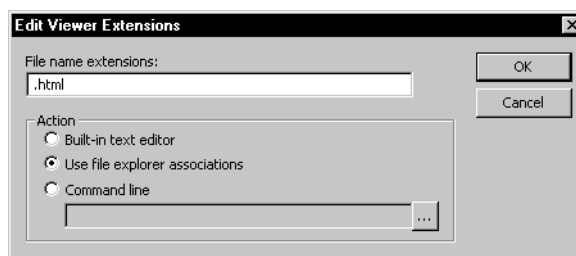 Edit Viewer Extensions
File name extensions:
.html
OK
Cancel
Action
Built-in text editor
Use file explorer associations
Command line
...